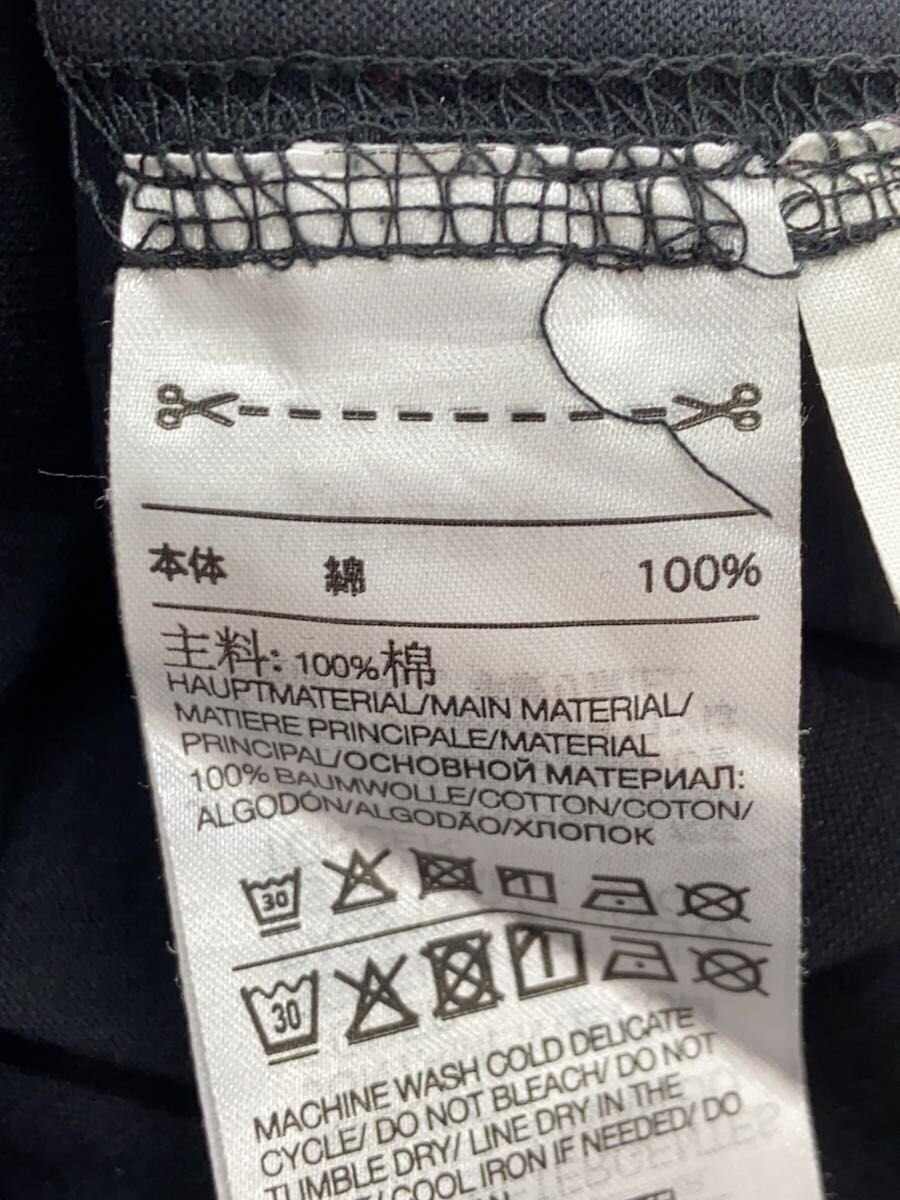 本体 綿 100%
主料: 100%棉
HAUPTMATERIAL/MAIN MATERIAL/
MATIERE PRINCIPALE/MATERIAL
PRINCIPAL/ОСНОВНОЙ МАТЕРИАЛ:
100% BAUMWOLLE/COTTON/COTON/
ALGODÓN/ALGODÃO/ХЛОПОК
30
30
MACHINE WASH COLD DELICATE
CYCLE/ DO NOT BLEACH/ DO NOT
TUMBLE DRY/ LINE DRY IN THE
COOL IRON IF NEEDED/ DO